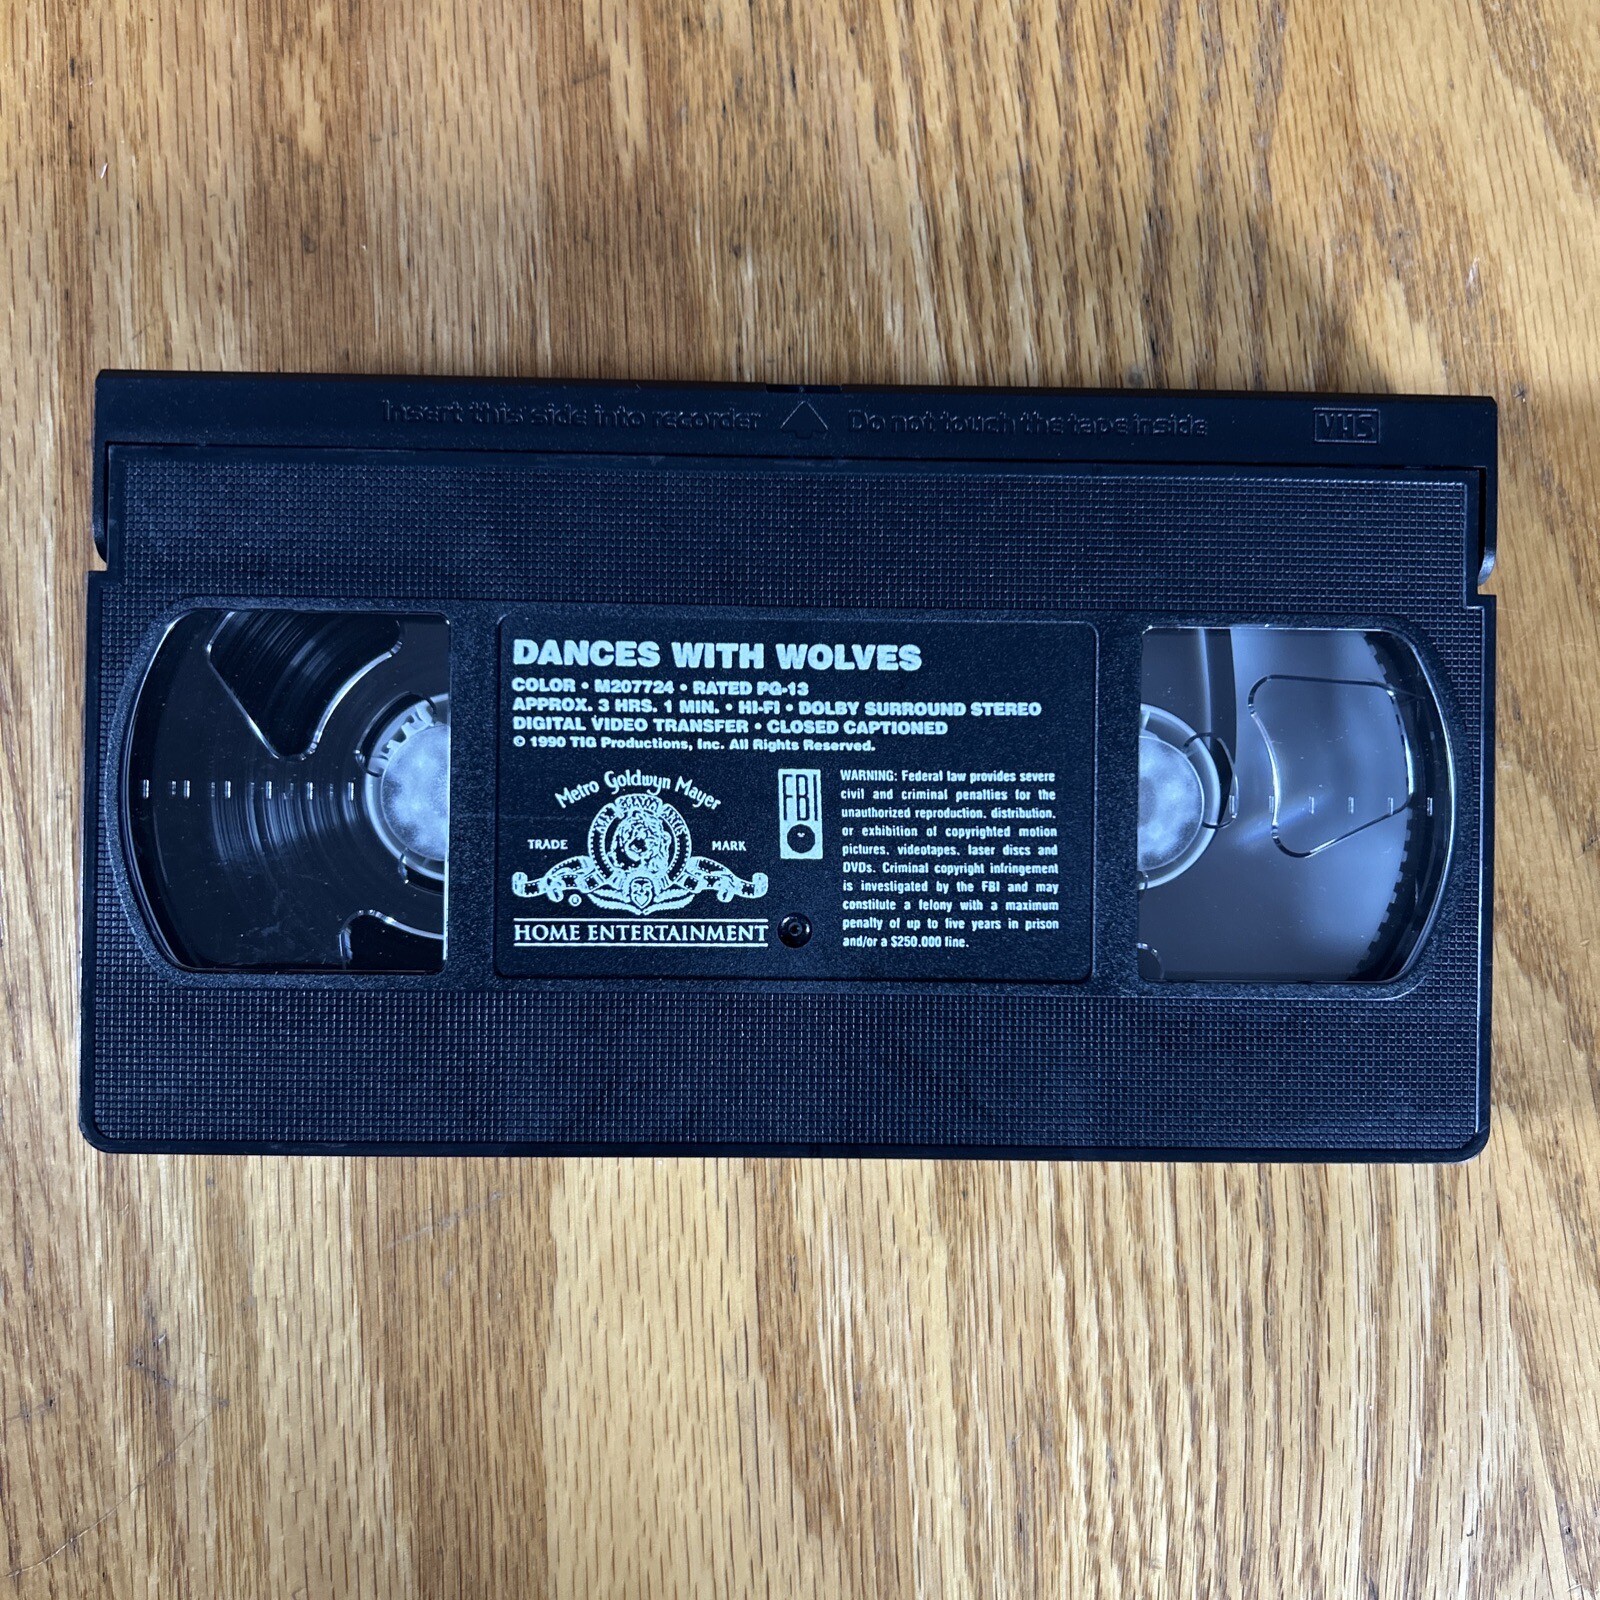 Insert this side into recorder Do not touch the tape inside VHS
DANCES WITH WOLVES
COLOR • M207724 • RATED PG-13
APPROX. 3 HRS. 1 MIN. • HI-FI • DOLBY SURROUND STEREO
DIGITAL VIDEO TRANSFER • CLOSED CAPTIONED
© 1990 TIG Productions, Inc. All Rights Reserved.
Metro Goldwyn Mayer
TRADE MARK
ARS GRATIA ARTIS
®
HOME ENTERTAINMENT
FBI
WARNING: Federal law provides severe
civil and criminal penalties for the
unauthorized reproduction, distribution,
or exhibition of copyrighted motion
pictures, videotapes, laser discs and
DVDs. Criminal copyright infringement
is investigated by the FBI and may
constitute a felony with a maximum
penalty of up to five years in prison
and/or a $250,000 fine.